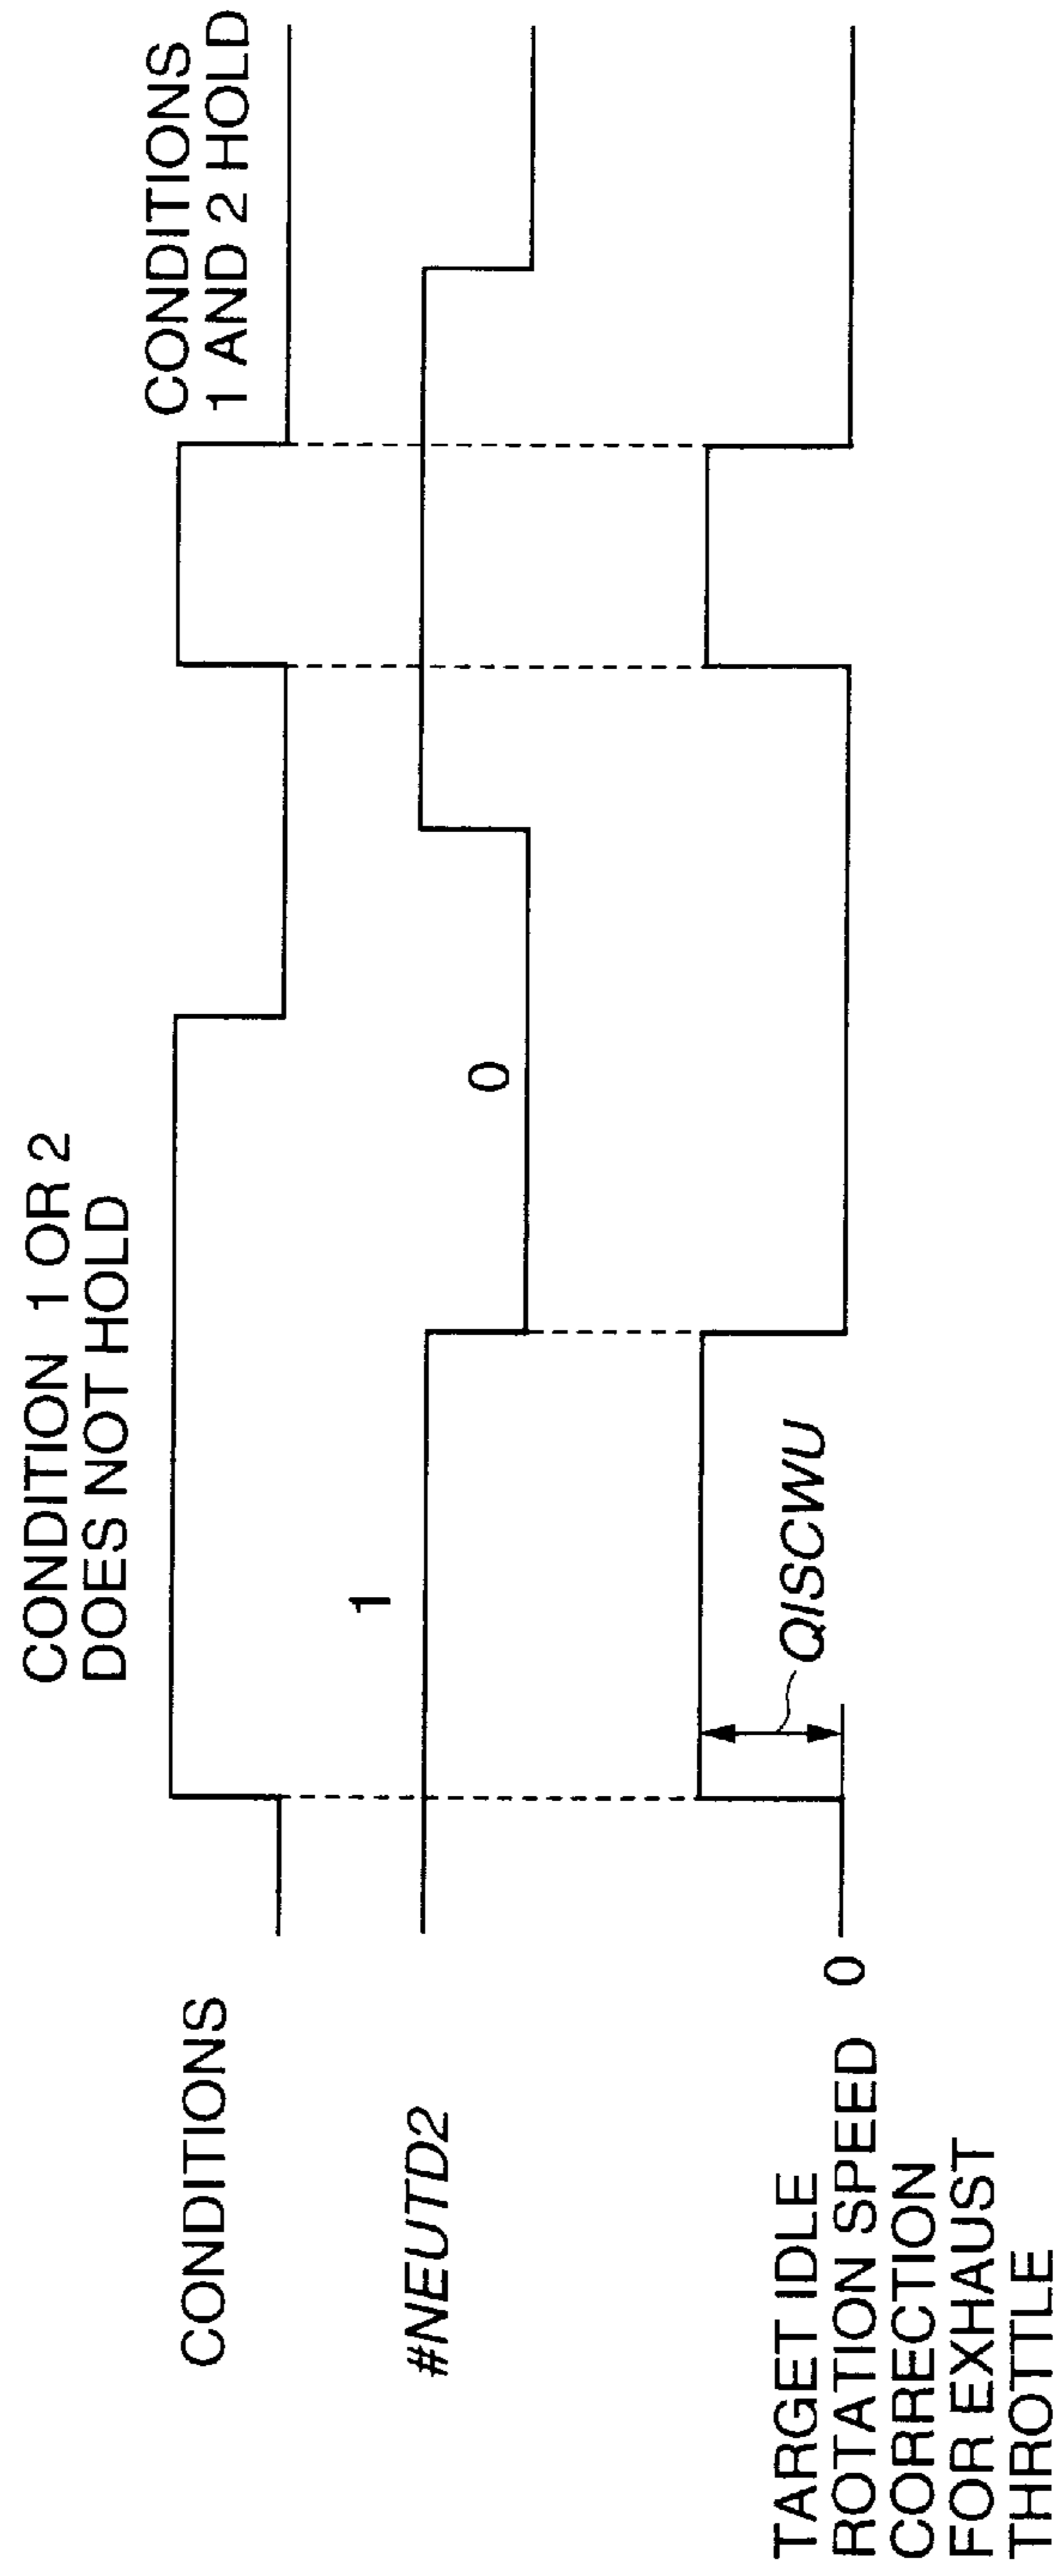 CONDITION 1 OR 2
DOES NOT HOLD
CONDITIONS
1 AND 2 HOLD
CONDITIONS
#NEUTD2
1
0
TARGET IDLE
ROTATION SPEED
CORRECTION
FOR EXHAUST
THROTTLE
0
QISCWU